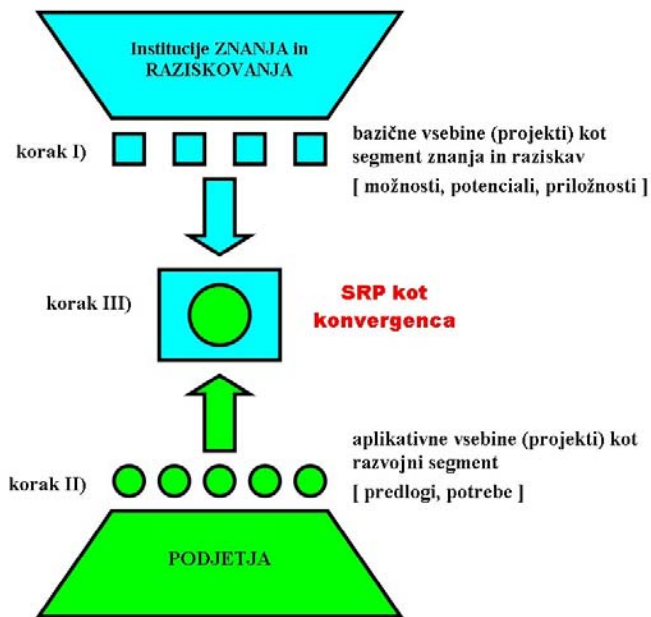 Institucije ZNANJA in
RAZISKOVANJA
korak I)
bazične vsebine (projekti) kot
segment znanja in raziskav
[ možnosti, potenciali, priložnosti ]
korak III)
SRP kot
konvergenca
korak II)
aplikativne vsebine (projekti) kot
razvojni segment
[ predlogi, potrebe ]
PODJETJA